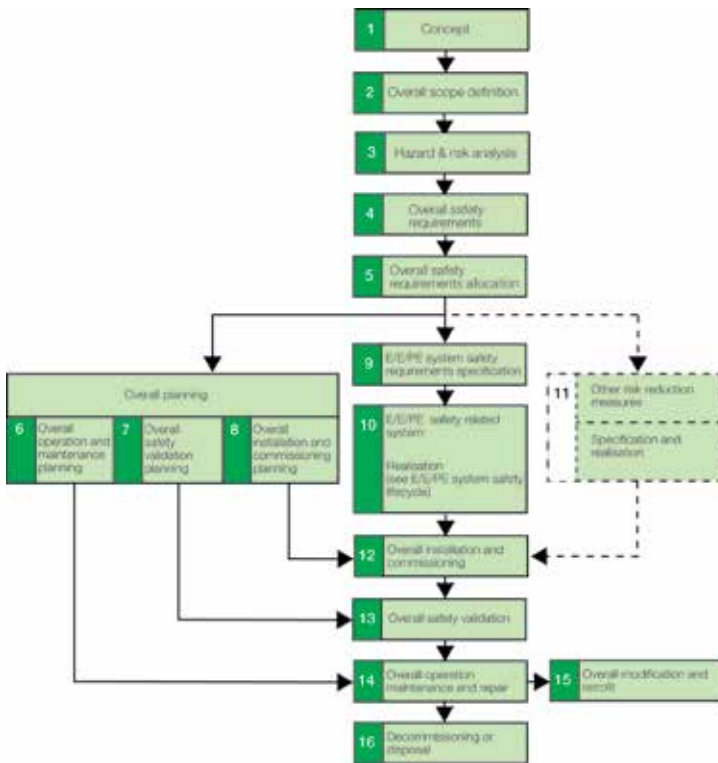 1 Concept
2 Overall scope definition
3 Hazard & risk analysis
4 Overall safety
requirements
5 Overall safety
requirements allocation
Overall planning
6 Overall
operation and
maintenance
planning
7 Overall
safety
validation
planning
8 Overall
installation and
commissioning
planning
9 E/E/PE system safety
requirements specification
10 E/E/PE safety related
system
Realisation
(see E/E/PE system safety
lifecycle)
11 Other risk reduction
measures
Specification and
realisation
12 Overall installation and
commissioning
13 Overall safety validation
14 Overall operation
maintenance and repair
15 Overall modification and
retrofit
16 Decommissioning or
disposal